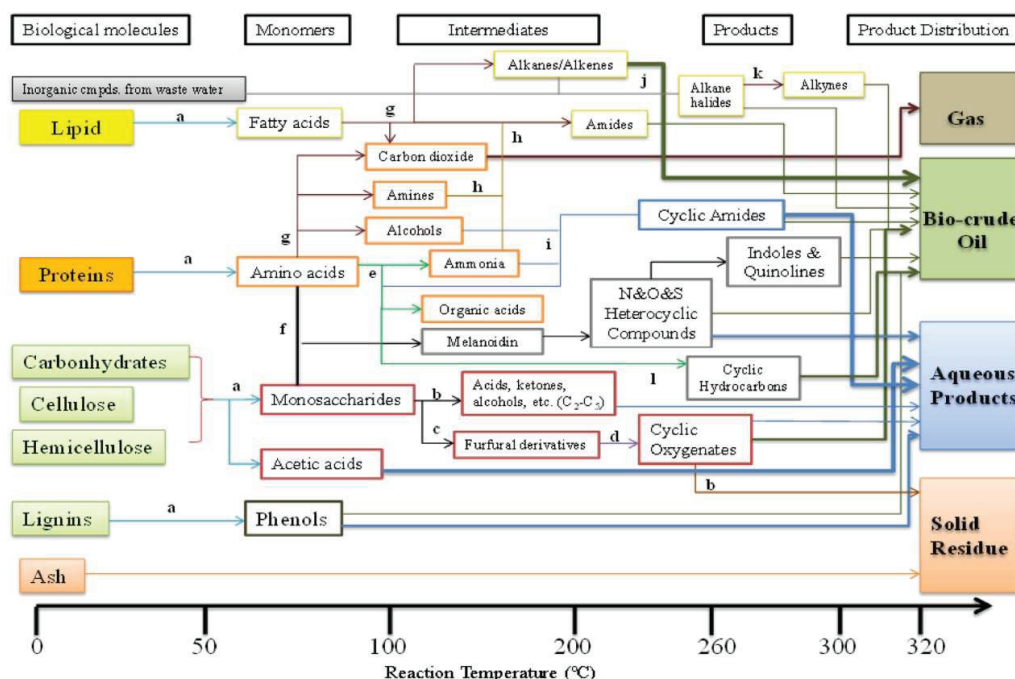 Biological molecules
Monomers
Intermediates
Products
Product Distribution
Inorganic cmpds. from waste water
Alkanes/Alkenes
j
Alkane
halides
k
Alkynes
Gas
Lipid
a
Fatty acids
g
Amides
h
Carbon dioxide
Amines
h
Alcohols
g
Cyclic Amides
i
Bio-crude
Oil
Proteins
a
Amino acids
e
Ammonia
Indoles &
Quinolines
Organic acids
N&O&S
Heterocyclic
Compounds
f
Melanoidin
Carbonhydrates
Cellulose
Hemicellulose
a
Monosaccharides
b
Acids, ketones,
alcohols, etc. (C2-C5)
l
Cyclic
Hydrocarbons
Aqueous
Products
c
Furfural derivatives
d
Cyclic
Oxygenates
Acetic acids
b
Lignins
a
Phenols
Solid
Residue
Ash
0
50
100
200
260
300
320
Reaction Temperature (°C)